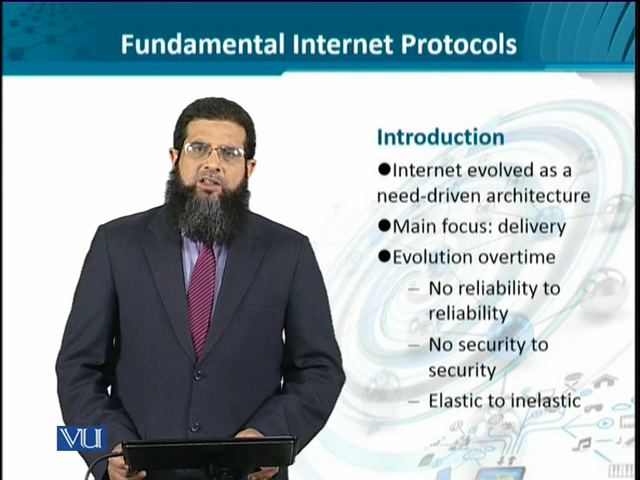 Fundamental Internet Protocols
Introduction
●Internet evolved as a
need-driven architecture
●Main focus: delivery
●Evolution overtime
– No reliability to
reliability
– No security to
security
– Elastic to inelastic
VU